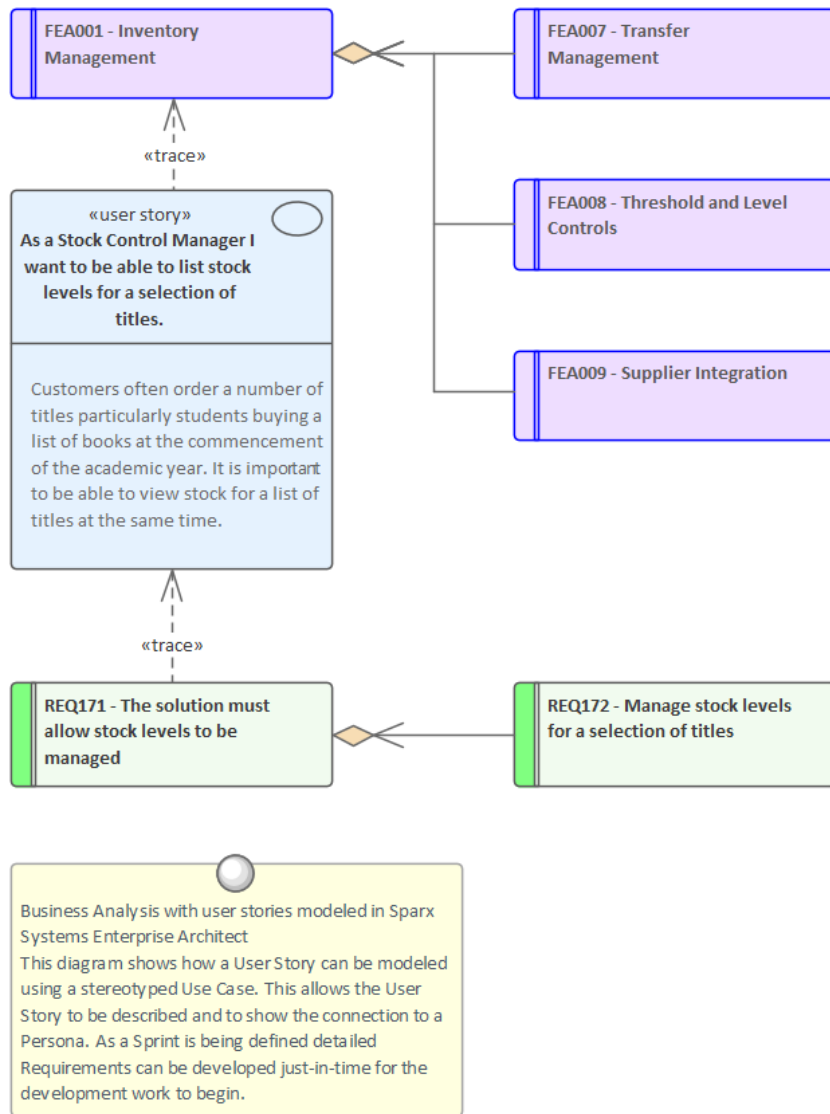 FEA001 - Inventory
Management
FEA007 - Transfer
Management
«trace»
FEA008 - Threshold and Level
Controls
«user story»
As a Stock Control Manager I
want to be able to list stock
levels for a selection of
titles.
FEA009 - Supplier Integration
Customers often order a number of
titles particularly students buying a
list of books at the commencement
of the academic year. It is important
to be able to view stock for a list of
titles at the same time.
«trace»
REQ171 - The solution must
allow stock levels to be
managed
REQ172 - Manage stock levels
for a selection of titles
Business Analysis with user stories modeled in Sparx
Systems Enterprise Architect
This diagram shows how a User Story can be modeled
using a stereotyped Use Case. This allows the User
Story to be described and to show the connection to a
Persona. As a Sprint is being defined detailed
Requirements can be developed just-in-time for the
development work to begin.